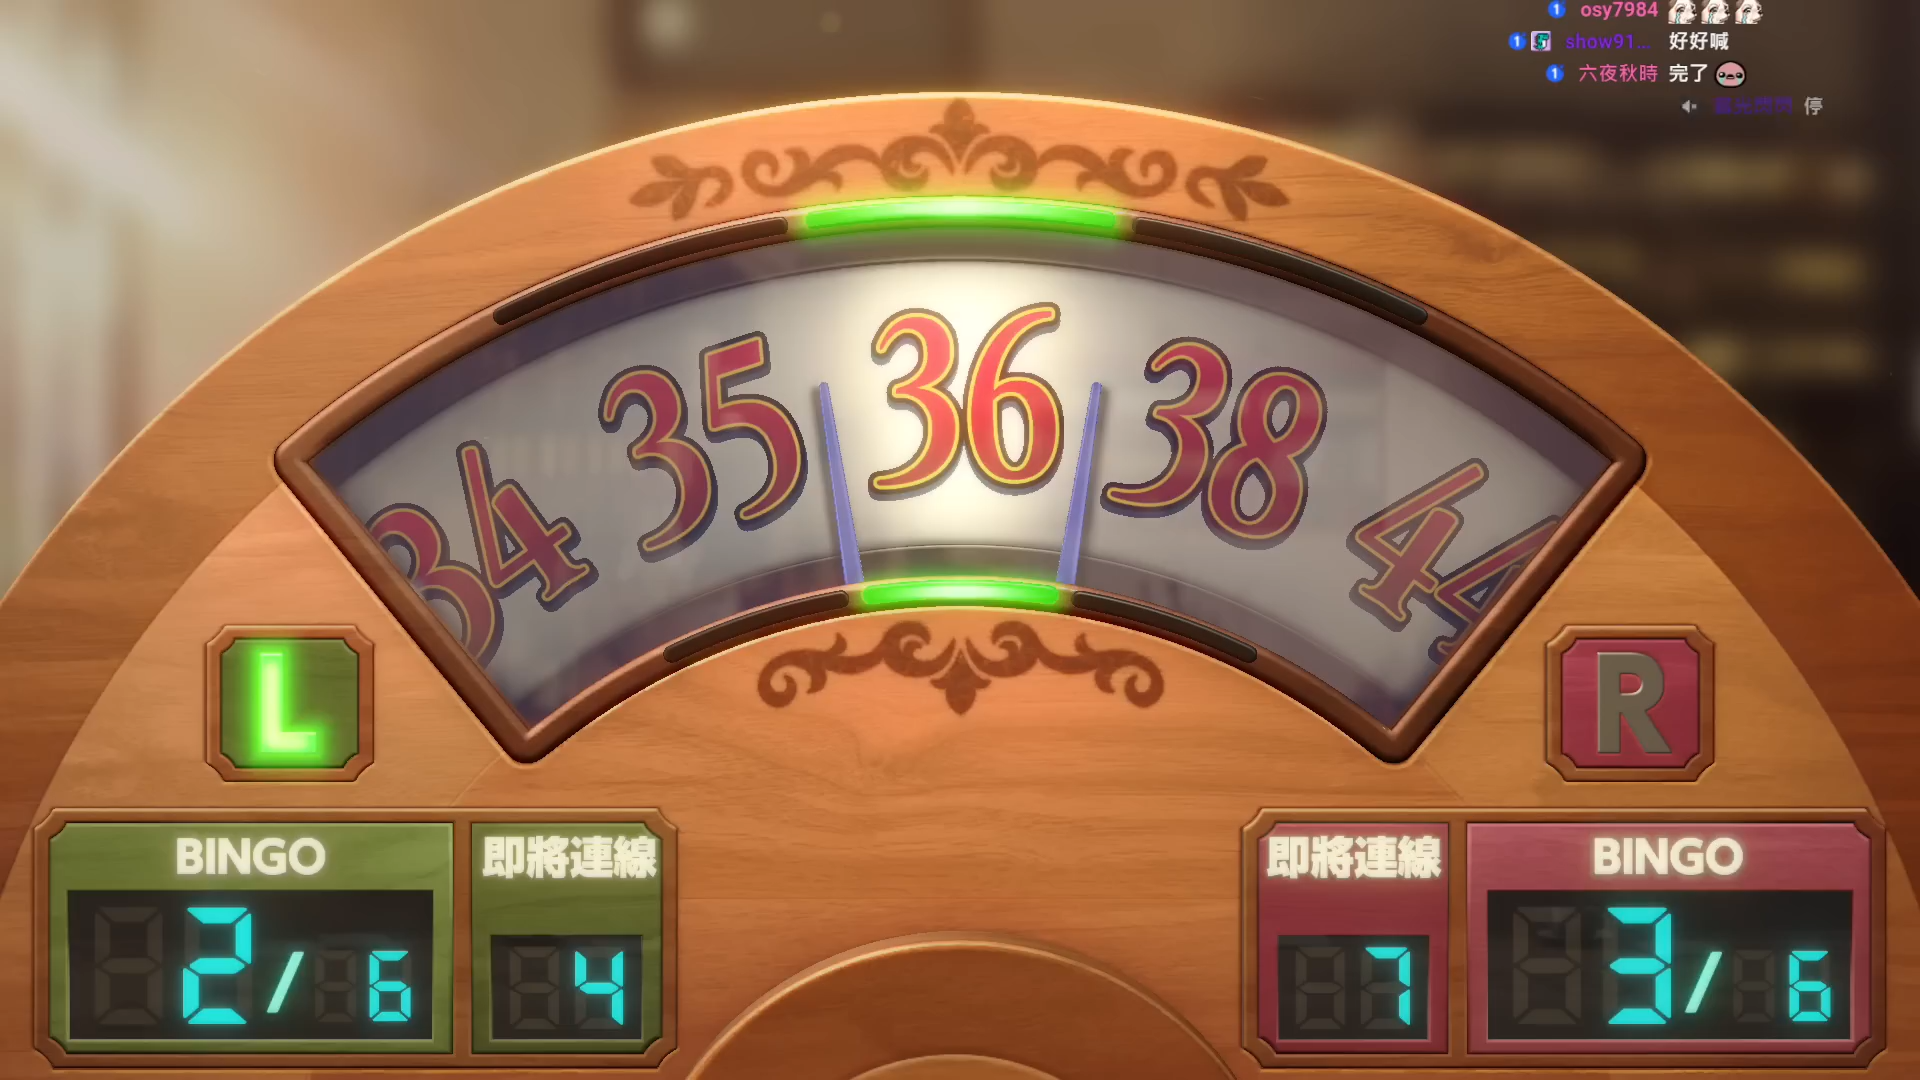 osy7984
show91... 好好喊
六夜秋時 完了
停
34 35 36 38 44
L
R
BINGO 即將連線
2/6 4
即將連線 BINGO
7 3/6